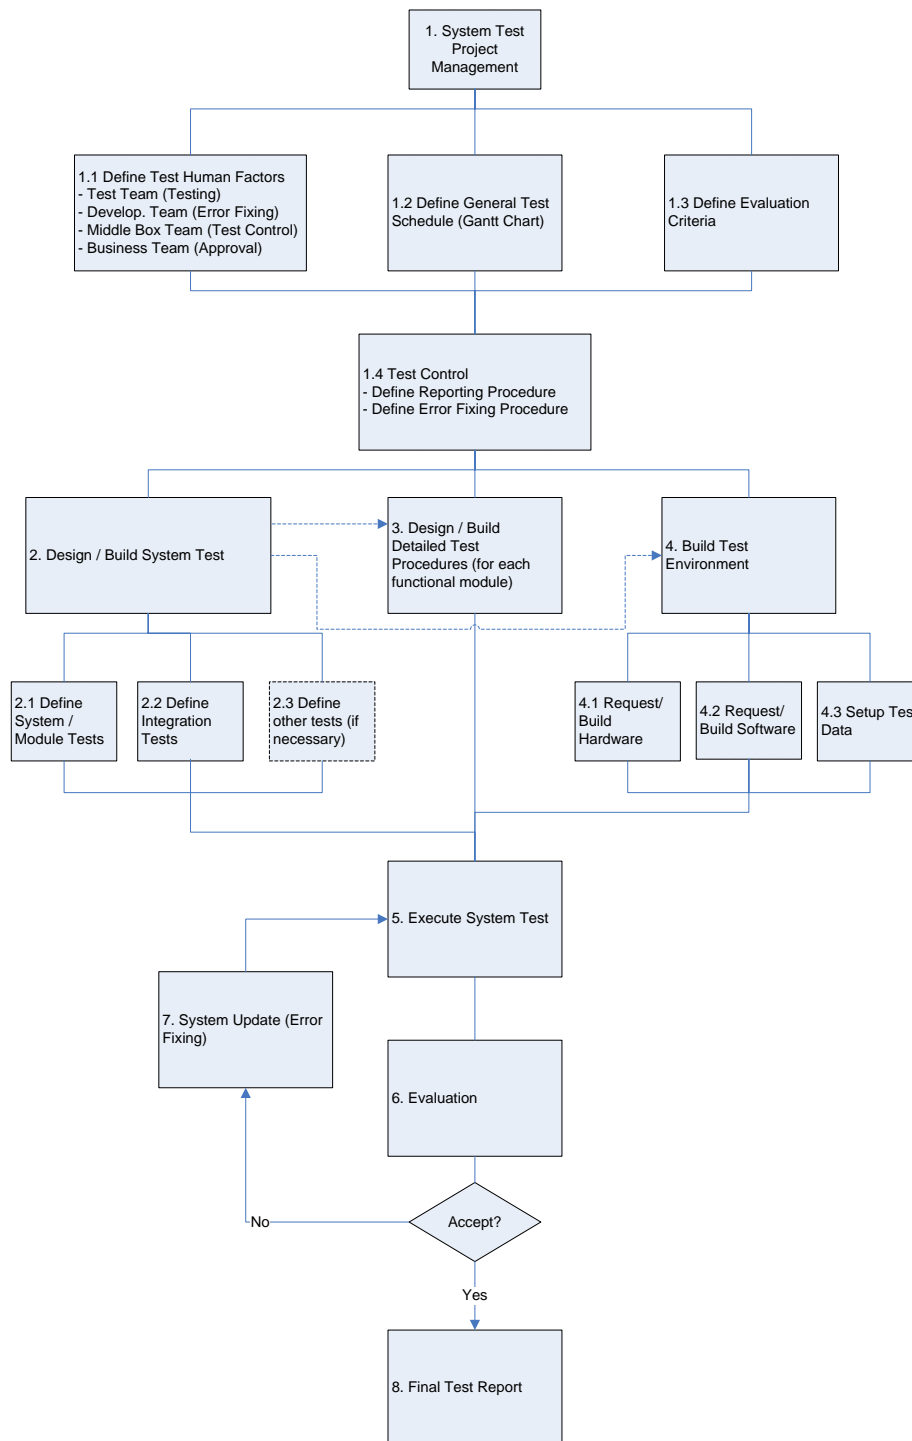 1. System Test
Project
Management
1.1 Define Test Human Factors
- Test Team (Testing)
- Develop. Team (Error Fixing)
- Middle Box Team (Test Control)
- Business Team (Approval)
1.2 Define General Test
Schedule (Gantt Chart)
1.3 Define Evaluation
Criteria
1.4 Test Control
- Define Reporting Procedure
- Define Error Fixing Procedure
2. Design / Build System Test
3. Design / Build
Detailed Test
Procedures (for each
functional module)
4. Build Test
Environment
2.1 Define
System /
Module Tests
2.2 Define
Integration
Tests
2.3 Define
other tests (if
necessary)
4.1 Request/
Build
Hardware
4.2 Request/
Build Software
4.3 Setup Test
Data
5. Execute System Test
7. System Update (Error
Fixing)
6. Evaluation
Accept?
No
Yes
8. Final Test Report